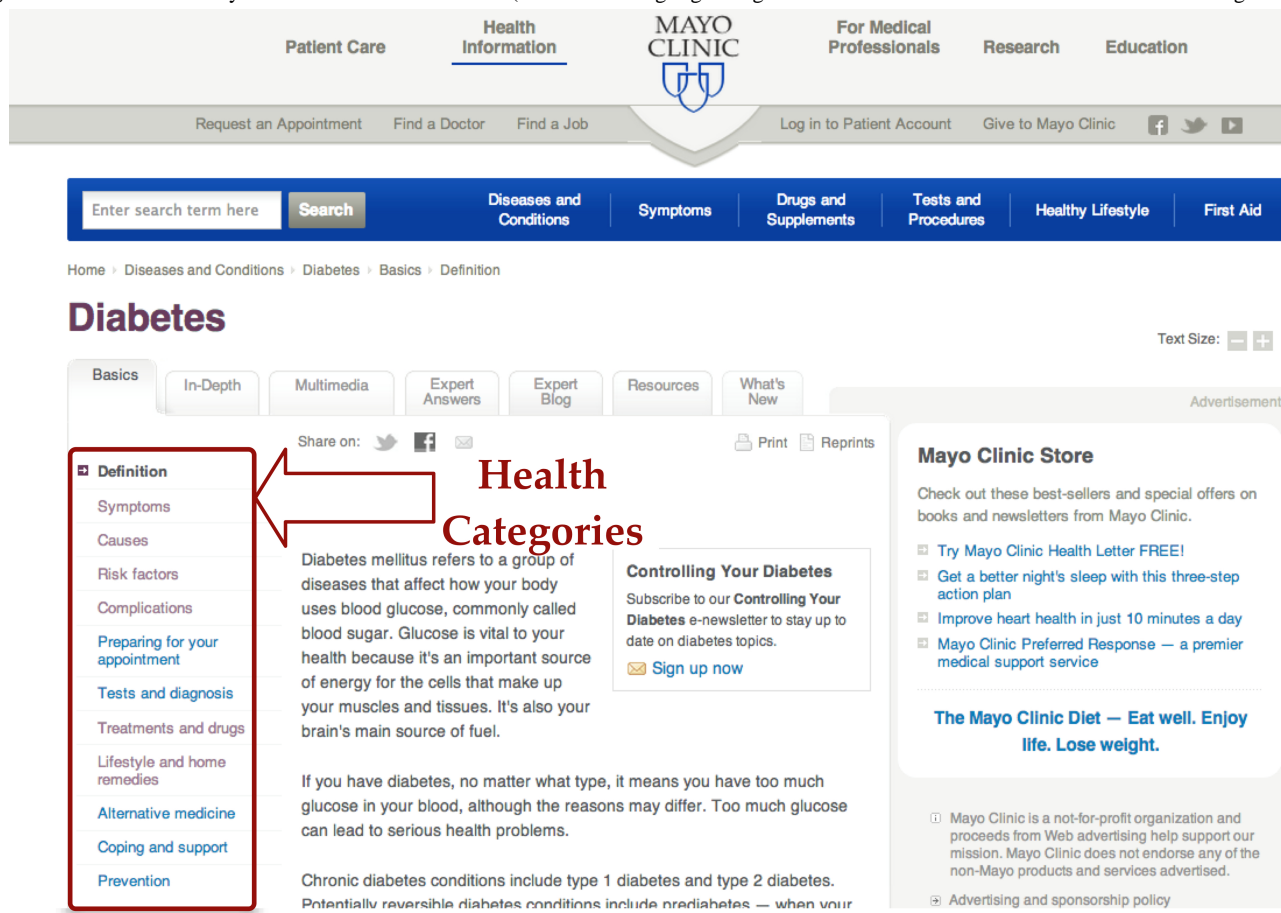 Patient Care
Health
Information
MAYO
CLINIC
For Medical
Professionals
Research
Education
Request an Appointment
Find a Doctor
Find a Job
Log in to Patient Account
Give to Mayo Clinic
Enter search term here
Search
Diseases and
Conditions
Symptoms
Drugs and
Supplements
Tests and
Procedures
Healthy Lifestyle
First Aid
Home › Diseases and Conditions › Diabetes › Basics › Definition
Diabetes
Text Size:
Basics
In-Depth
Multimedia
Expert
Answers
Expert
Blog
Resources
What's
New
Advertisement
Share on:
Print
Reprints
Definition
Symptoms
Causes
Risk factors
Complications
Preparing for your
appointment
Tests and diagnosis
Treatments and drugs
Lifestyle and home
remedies
Alternative medicine
Coping and support
Prevention
Health
Categories
Diabetes mellitus refers to a group of
diseases that affect how your body
uses blood glucose, commonly called
blood sugar. Glucose is vital to your
health because it's an important source
of energy for the cells that make up
your muscles and tissues. It's also your
brain's main source of fuel.
Controlling Your Diabetes
Subscribe to our Controlling Your
Diabetes e-newsletter to stay up to
date on diabetes topics.
Sign up now
If you have diabetes, no matter what type, it means you have too much
glucose in your blood, although the reasons may differ. Too much glucose
can lead to serious health problems.
Chronic diabetes conditions include type 1 diabetes and type 2 diabetes.
Potentially reversible diabetes conditions include prediabetes — when your
Mayo Clinic Store
Check out these best-sellers and special offers on
books and newsletters from Mayo Clinic.
Try Mayo Clinic Health Letter FREE!
Get a better night's sleep with this three-step
action plan
Improve heart health in just 10 minutes a day
Mayo Clinic Preferred Response — a premier
medical support service
The Mayo Clinic Diet — Eat well. Enjoy
life. Lose weight.
Mayo Clinic is a not-for-profit organization and
proceeds from Web advertising help support our
mission. Mayo Clinic does not endorse any of the
non-Mayo products and services advertised.
Advertising and sponsorship policy